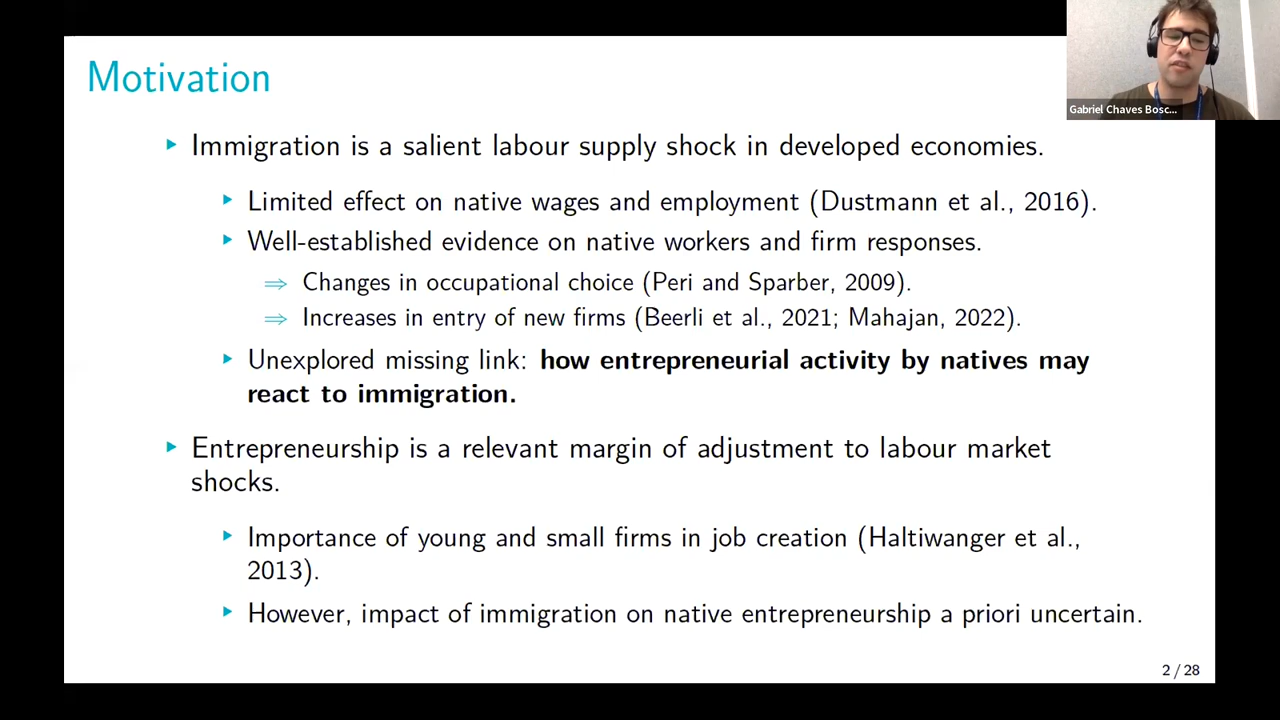 Motivation
Gabriel Chaves Bosc...
Immigration is a salient labour supply shock in developed economies.
Limited effect on native wages and employment (Dustmann et al., 2016).
Well-established evidence on native workers and firm responses.
⇒ Changes in occupational choice (Peri and Sparber, 2009).
⇒ Increases in entry of new firms (Beerli et al., 2021; Mahajan, 2022).
Unexplored missing link: how entrepreneurial activity by natives may
react to immigration.
Entrepreneurship is a relevant margin of adjustment to labour market
shocks.
Importance of young and small firms in job creation (Haltiwanger et al.,
2013).
However, impact of immigration on native entrepreneurship a priori uncertain.
2 / 28